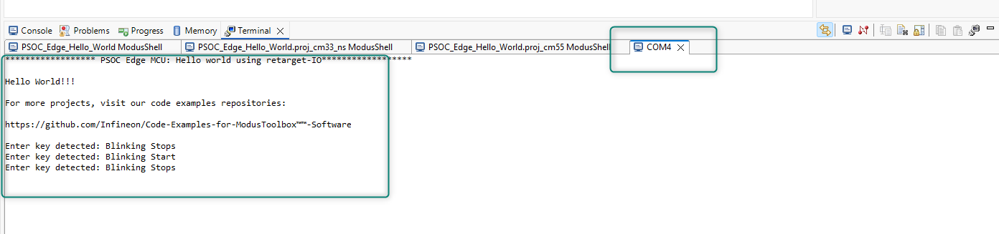 Console Problems Progress Memory Terminal
PSOC_Edge_Hello_World ModusShell PSOC_Edge_Hello_World.proj_cm33_ns ModusShell PSOC_Edge_Hello_World.proj_cm55 ModusShell COM4
****************** PSOC Edge MCU: Hello world using retarget-IO******************
Hello World!!!
For more projects, visit our code examples repositories:
https://github.com/Infineon/Code-Examples-for-ModusToolbox™™-Software
Enter key detected: Blinking Stops
Enter key detected: Blinking Start
Enter key detected: Blinking Stops